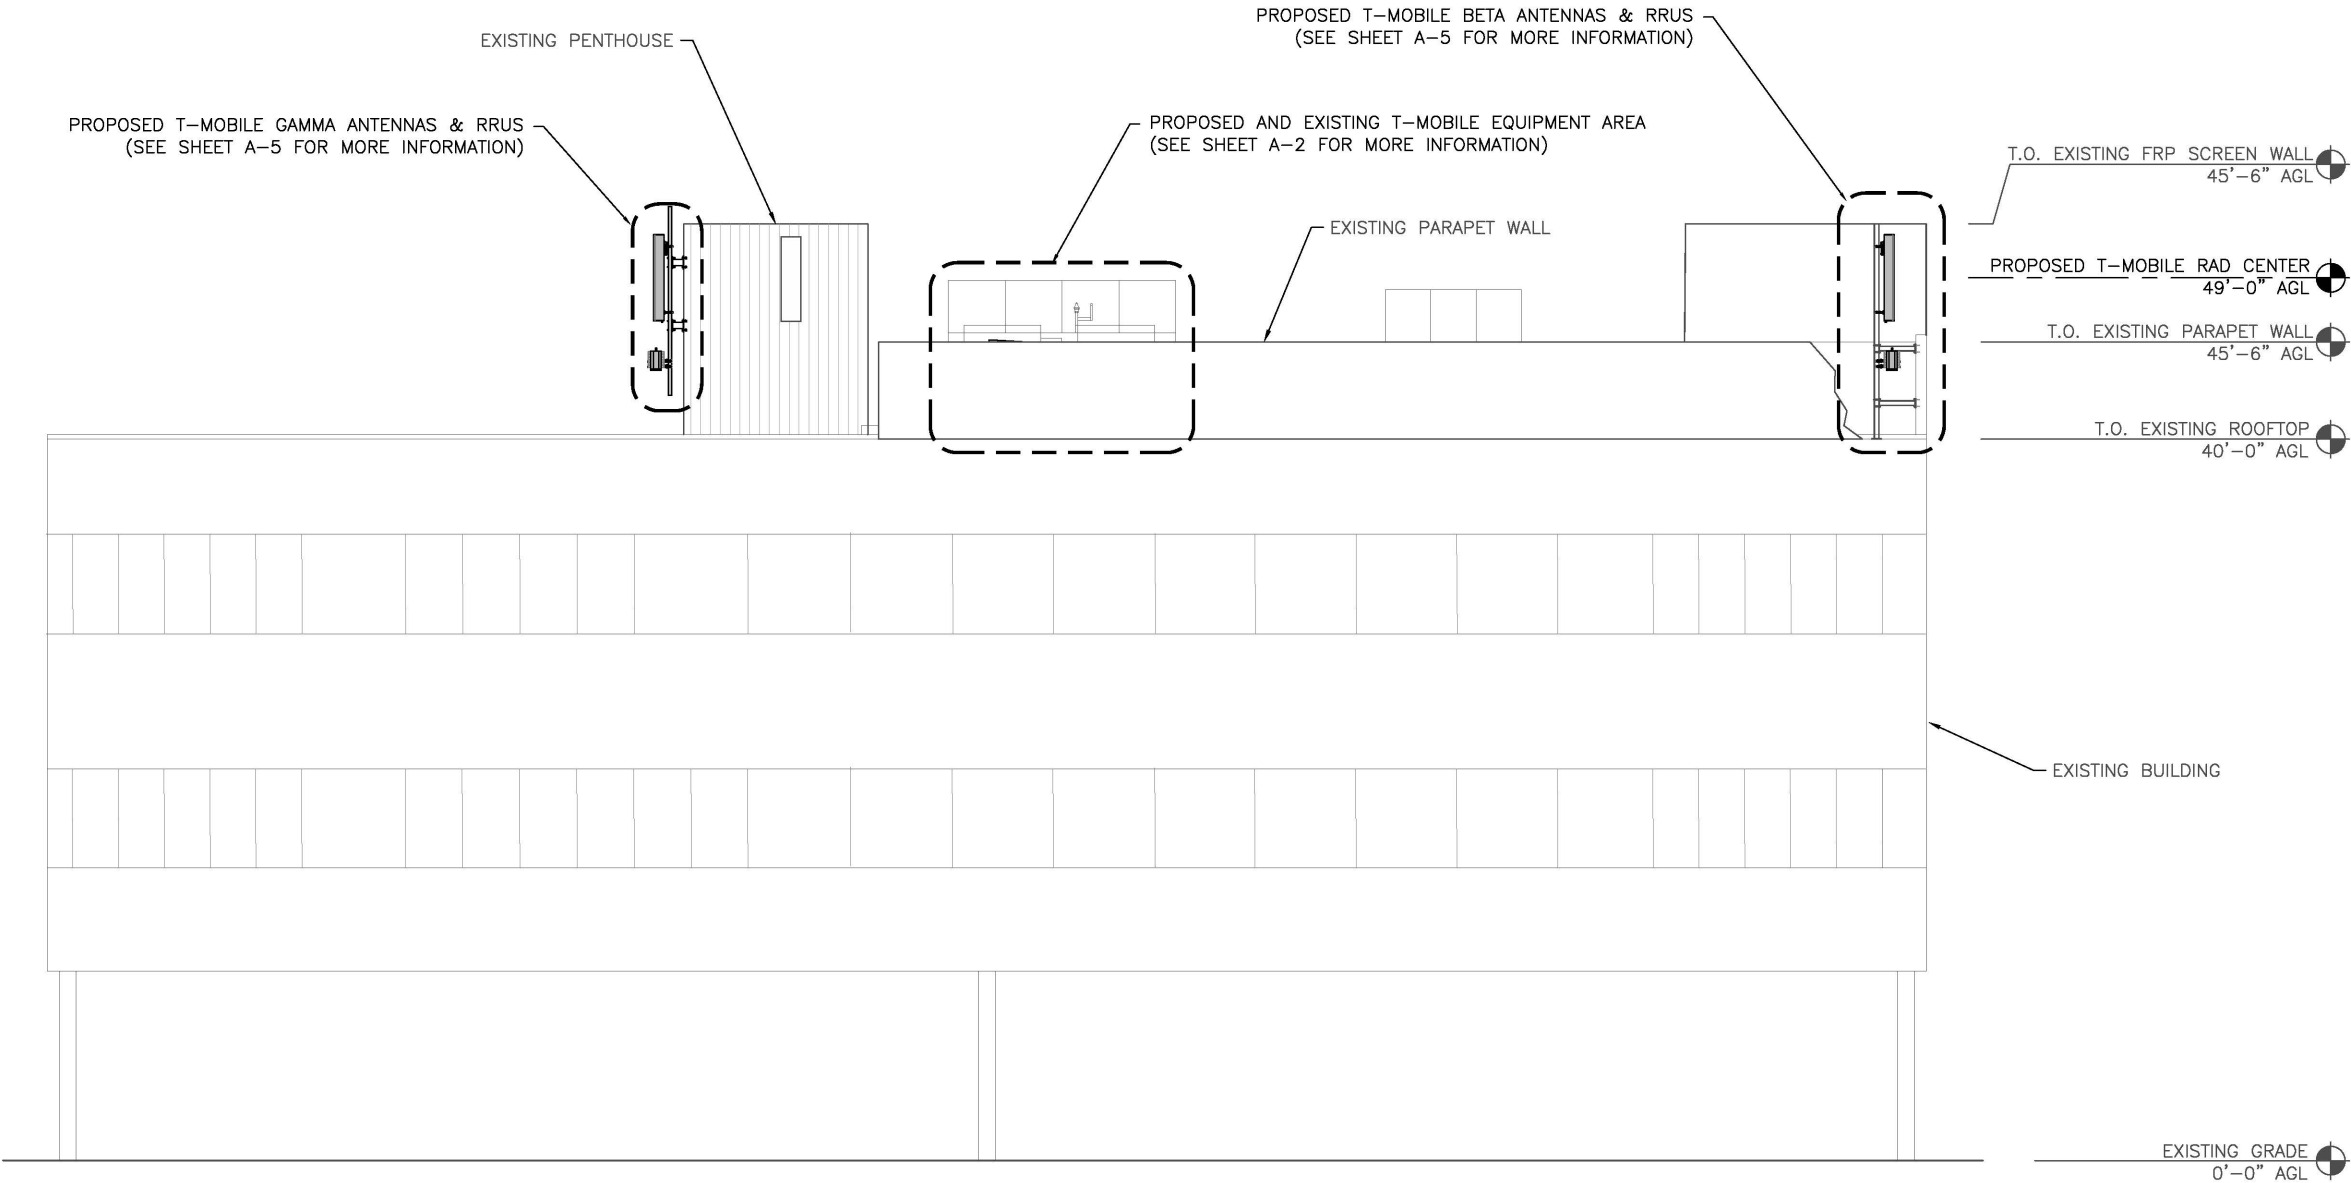 PROPOSED T-MOBILE BETA ANTENNAS & RRUS
(SEE SHEET A-5 FOR MORE INFORMATION)
EXISTING PENTHOUSE
PROPOSED T-MOBILE GAMMA ANTENNAS & RRUS
(SEE SHEET A-5 FOR MORE INFORMATION)
PROPOSED AND EXISTING T-MOBILE EQUIPMENT AREA
(SEE SHEET A-2 FOR MORE INFORMATION)
T.O. EXISTING FRP SCREEN WALL
45'-6" AGL
EXISTING PARAPET WALL
PROPOSED T-MOBILE RAD CENTER
49'-0" AGL
T.O. EXISTING PARAPET WALL
45'-6" AGL
T.O. EXISTING ROOFTOP
40'-0" AGL
EXISTING BUILDING
EXISTING GRADE
0'-0" AGL